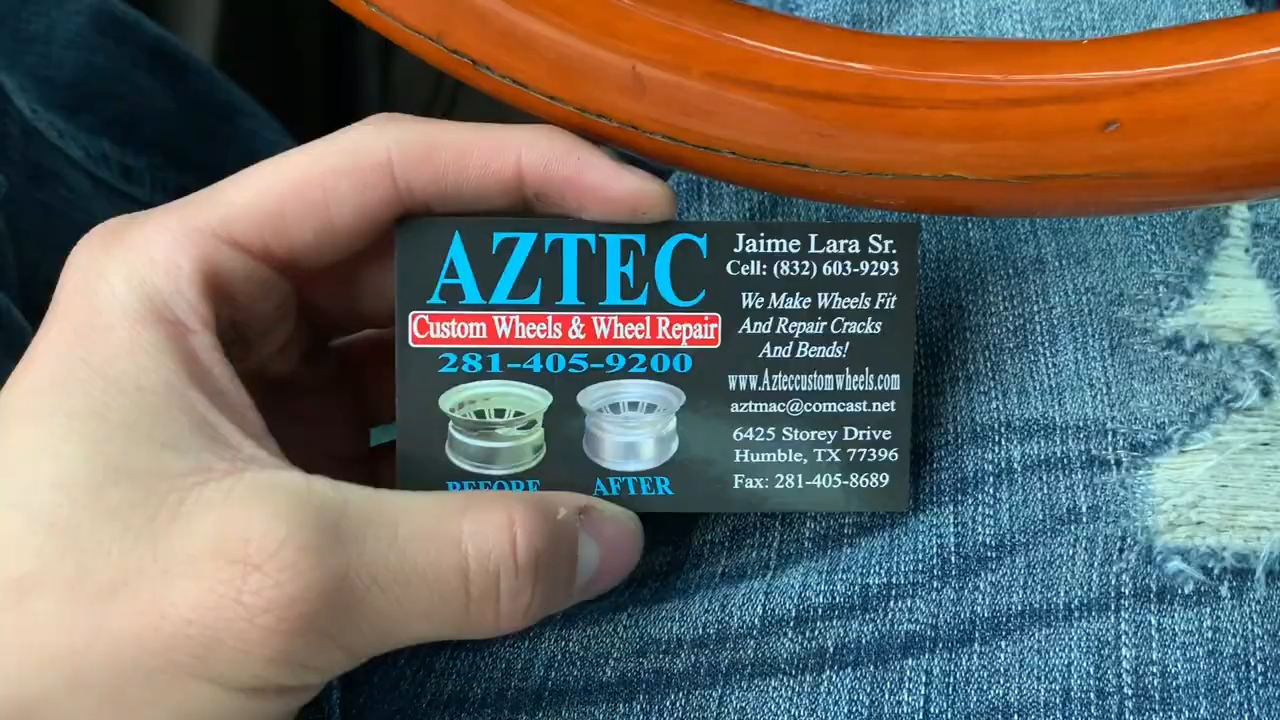 AZTEC
Custom Wheels & Wheel Repair
281-405-9200
BEFORE
AFTER
Jaime Lara Sr.
Cell: (832) 603-9293
We Make Wheels Fit
And Repair Cracks
And Bends!
www.Azteccustomwheels.com
aztmac@comcast.net
6425 Storey Drive
Humble, TX 77396
Fax: 281-405-8689